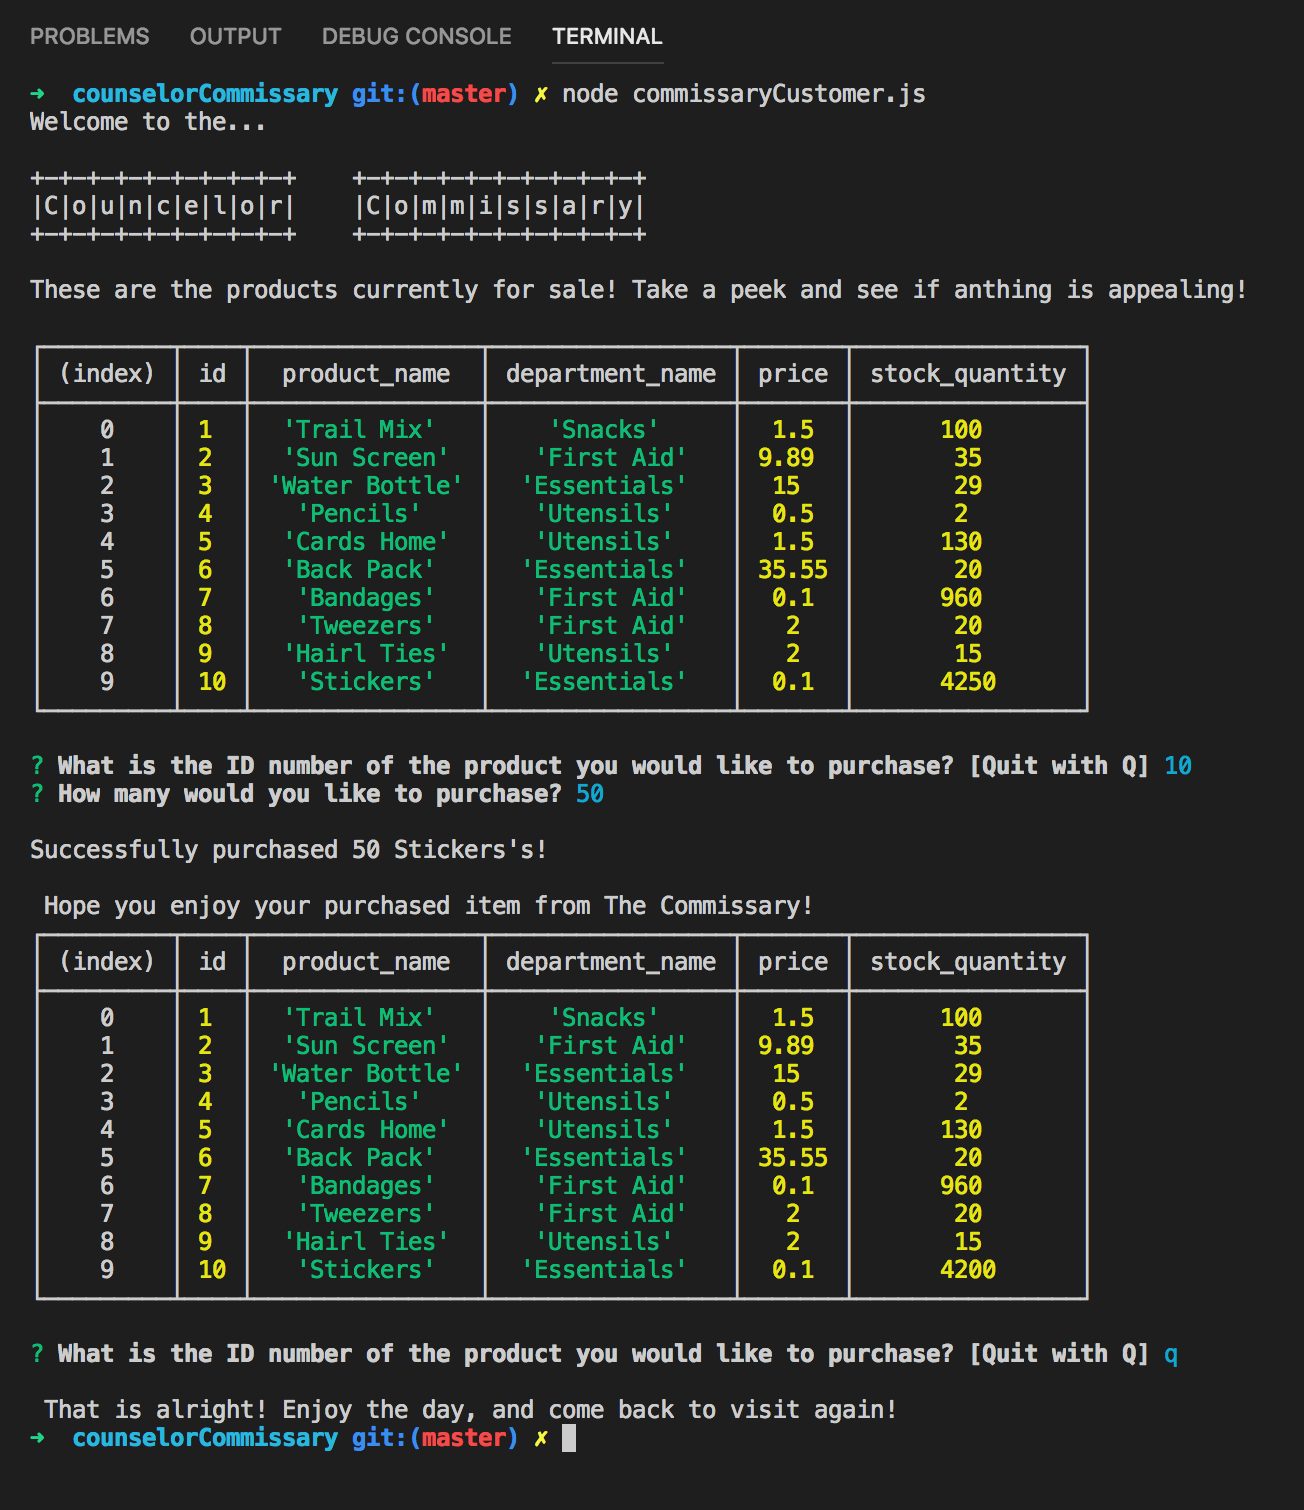 PROBLEMS OUTPUT DEBUG CONSOLE TERMINAL
➜ counselorCommissary git:(master) ✗ node commissaryCustomer.js
Welcome to the...
+-+-+-+-+-+-+-+-+-+ +-+-+-+-+-+-+-+-+-+-+
|C|o|u|n|c|e|l|o|r| |C|o|m|m|i|s|s|a|r|y|
+-+-+-+-+-+-+-+-+-+ +-+-+-+-+-+-+-+-+-+-+
These are the products currently for sale! Take a peek and see if anthing is appealing!
(index) id product_name department_name price stock_quantity
0 1 'Trail Mix' 'Snacks' 1.5 100
1 2 'Sun Screen' 'First Aid' 9.89 35
2 3 'Water Bottle' 'Essentials' 15 29
3 4 'Pencils' 'Utensils' 0.5 2
4 5 'Cards Home' 'Utensils' 1.5 130
5 6 'Back Pack' 'Essentials' 35.55 20
6 7 'Bandages' 'First Aid' 0.1 960
7 8 'Tweezers' 'First Aid' 2 20
8 9 'Hairl Ties' 'Utensils' 2 15
9 10 'Stickers' 'Essentials' 0.1 4250
? What is the ID number of the product you would like to purchase? [Quit with Q] 10
? How many would you like to purchase? 50
Successfully purchased 50 Stickers's!
Hope you enjoy your purchased item from The Commissary!
(index) id product_name department_name price stock_quantity
0 1 'Trail Mix' 'Snacks' 1.5 100
1 2 'Sun Screen' 'First Aid' 9.89 35
2 3 'Water Bottle' 'Essentials' 15 29
3 4 'Pencils' 'Utensils' 0.5 2
4 5 'Cards Home' 'Utensils' 1.5 130
5 6 'Back Pack' 'Essentials' 35.55 20
6 7 'Bandages' 'First Aid' 0.1 960
7 8 'Tweezers' 'First Aid' 2 20
8 9 'Hairl Ties' 'Utensils' 2 15
9 10 'Stickers' 'Essentials' 0.1 4200
? What is the ID number of the product you would like to purchase? [Quit with Q] q
That is alright! Enjoy the day, and come back to visit again!
➜ counselorCommissary git:(master) ✗